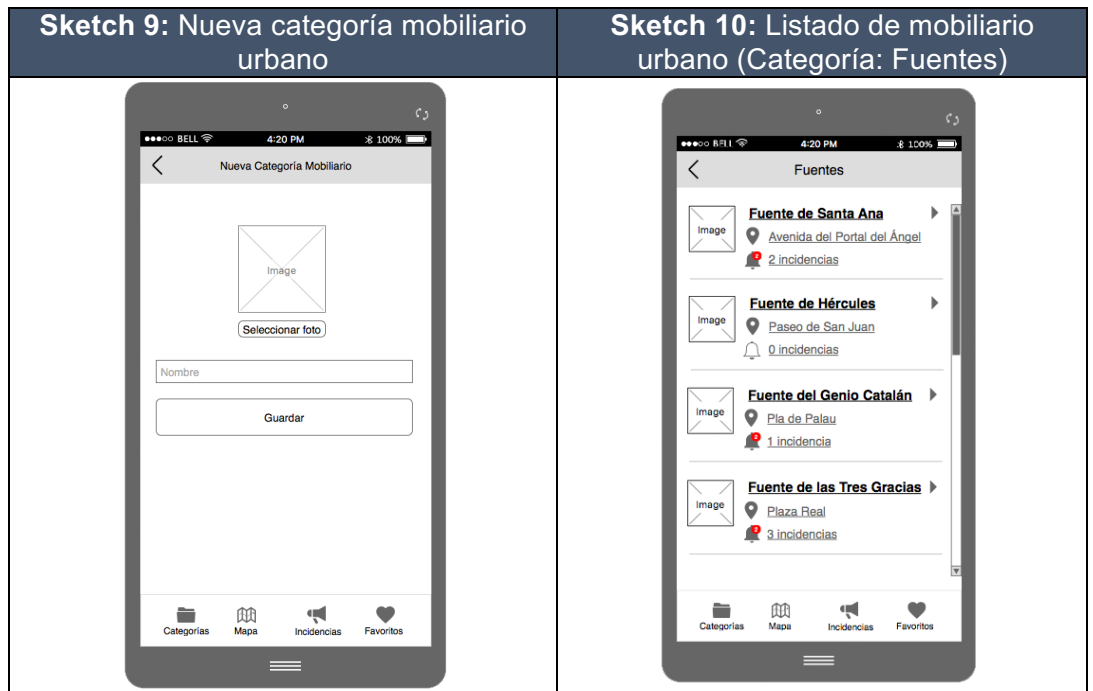 Sketch 9: Nueva categoría mobiliario
urbano
Sketch 10: Listado de mobiliario
urbano (Categoría: Fuentes)
BELL 4:20 PM 100%
Nueva Categoría Mobiliario
Image
Seleccionar foto
Nombre
Guardar
Categorías Mapa Incidencias Favoritos
BELL 4:20 PM 100%
Fuentes
Image
Fuente de Santa Ana
Avenida del Portal del Ángel
2
2 incidencias
Image
Fuente de Hércules
Paseo de San Juan
0 incidencias
Image
Fuente del Genio Catalán
Pla de Palau
2
1 incidencia
Image
Fuente de las Tres Gracias
Plaza Real
2
3 incidencias
Categorías Mapa Incidencias Favoritos